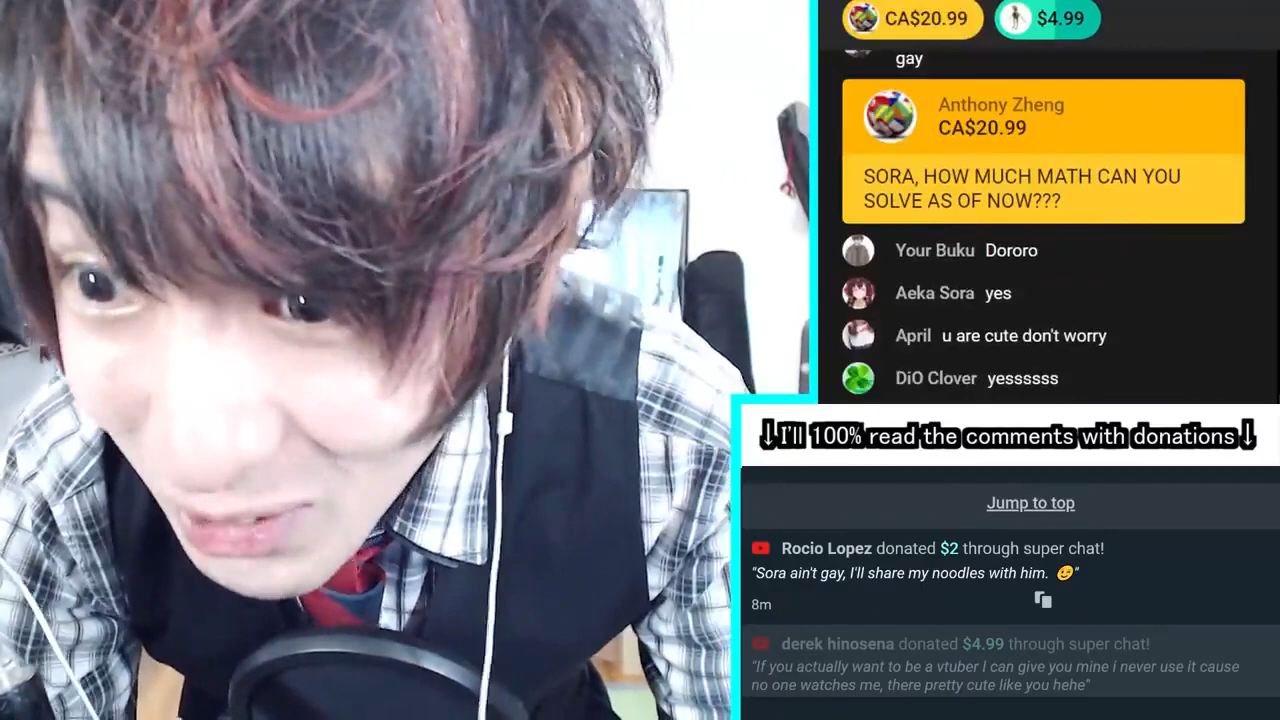 CA$20.99
$4.99
gay
Anthony Zheng
CA$20.99
SORA, HOW MUCH MATH CAN YOU
SOLVE AS OF NOW???
Your Buku Dororo
Aeka Sora yes
April u are cute don't worry
DiO Clover yessssss
↓I'll 100% read the comments with donations↓
Jump to top
Rocio Lopez donated $2 through super chat!
"Sora ain't gay, I'll share my noodles with him. 😉"
8m
derek hinosena donated $4.99 through super chat!
"If you actually want to be a vtuber I can give you mine i never use it cause
no one watches me, there pretty cute like you hehe"